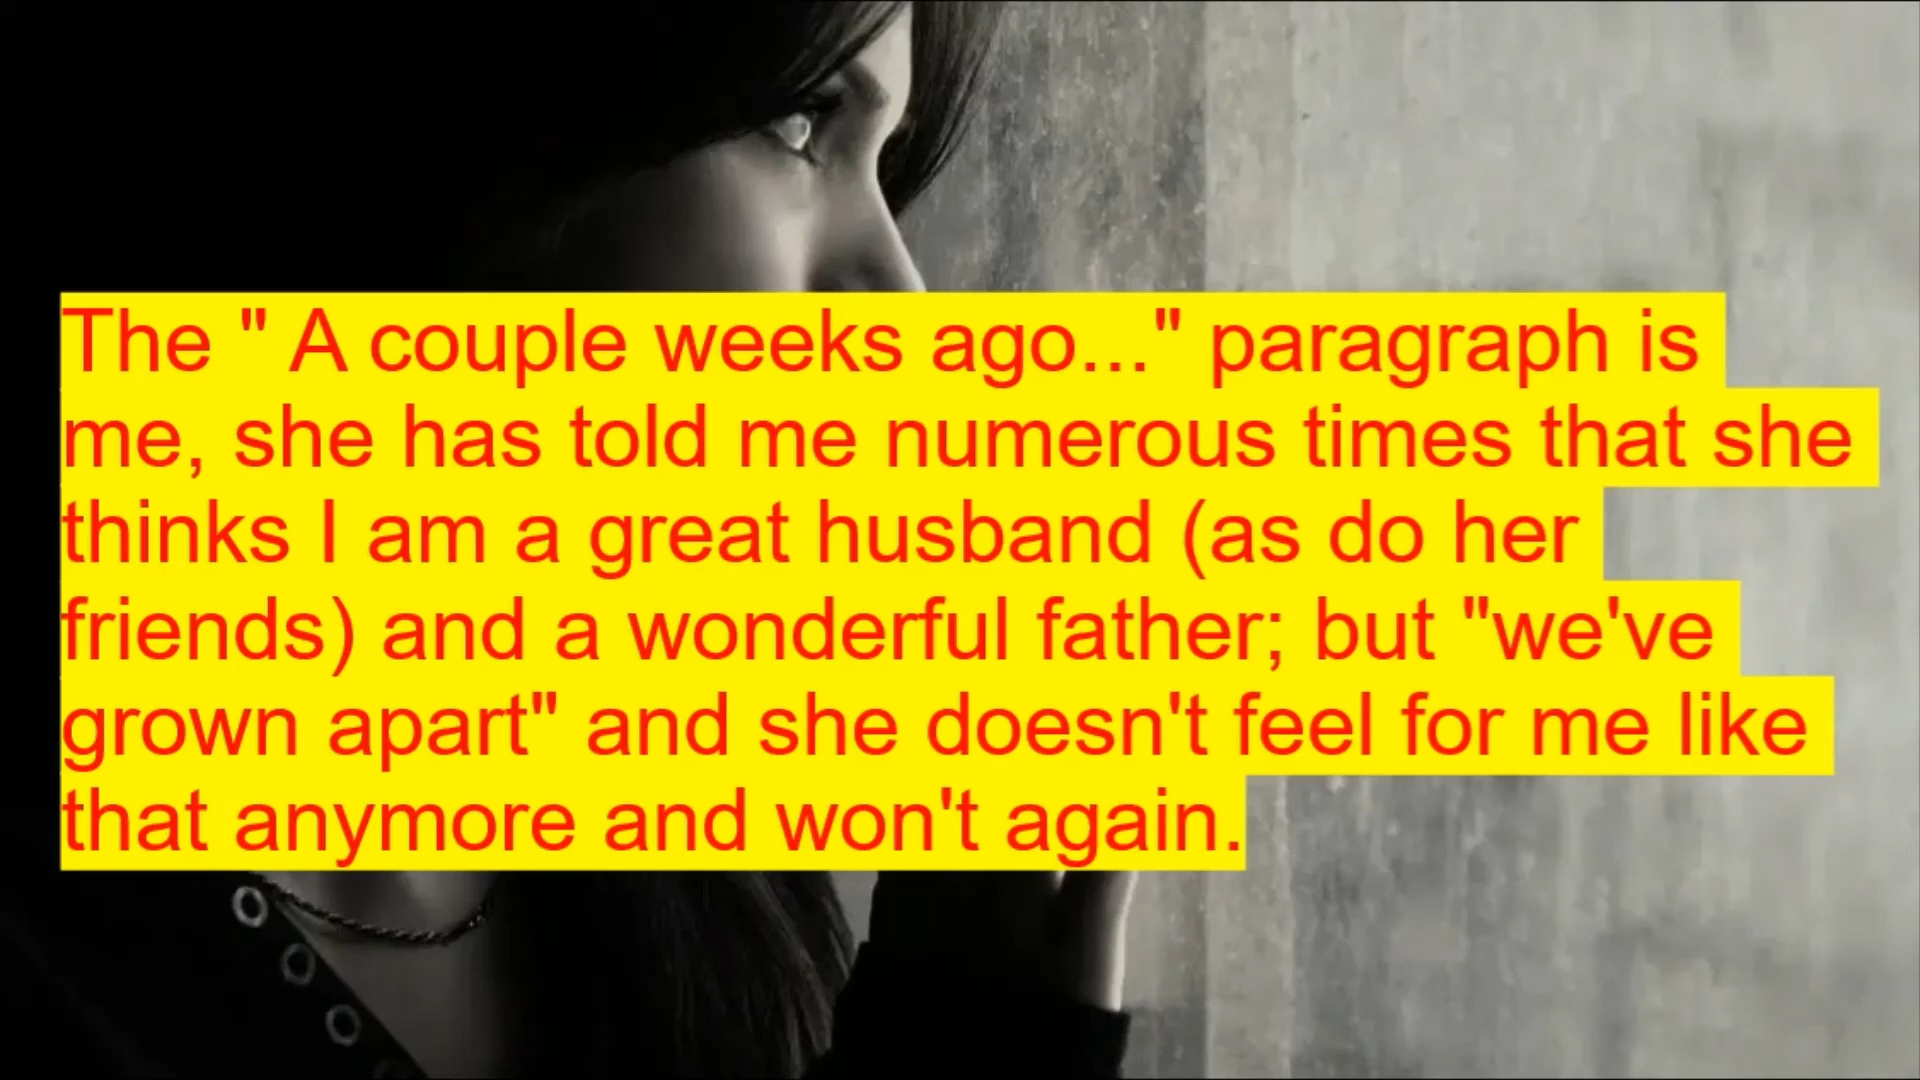 The " A couple weeks ago..." paragraph is
me, she has told me numerous times that she
thinks I am a great husband (as do her
friends) and a wonderful father; but "we've
grown apart" and she doesn't feel for me like
that anymore and won't again.